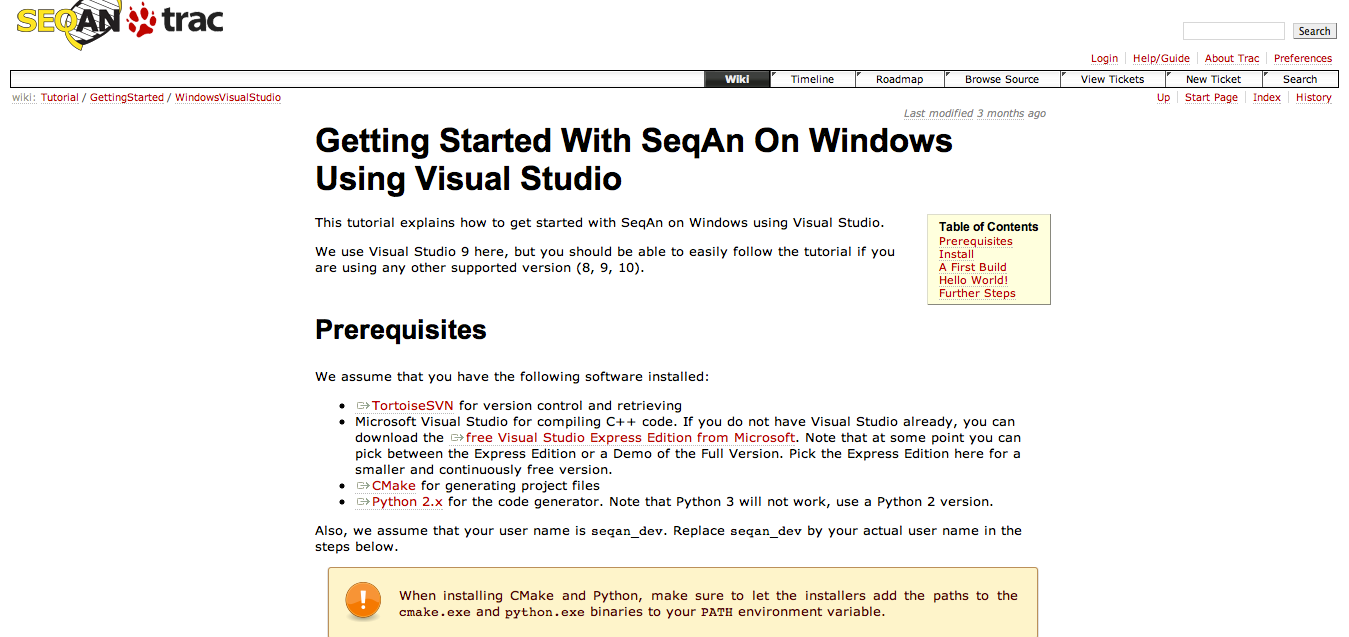 SEQAN trac
Search
Login Help/Guide About Trac Preferences
Wiki Timeline Roadmap Browse Source View Tickets New Ticket Search
wiki: Tutorial / GettingStarted / WindowsVisualStudio
Up Start Page Index History
Last modified 3 months ago
Getting Started With SeqAn On Windows
Using Visual Studio
This tutorial explains how to get started with SeqAn on Windows using Visual Studio.
We use Visual Studio 9 here, but you should be able to easily follow the tutorial if you
are using any other supported version (8, 9, 10).
Table of Contents
Prerequisites
Install
A First Build
Hello World!
Further Steps
Prerequisites
We assume that you have the following software installed:
• TortoiseSVN for version control and retrieving
• Microsoft Visual Studio for compiling C++ code. If you do not have Visual Studio already, you can
download the free Visual Studio Express Edition from Microsoft. Note that at some point you can
pick between the Express Edition or a Demo of the Full Version. Pick the Express Edition here for a
smaller and continuously free version.
• CMake for generating project files
• Python 2.x for the code generator. Note that Python 3 will not work, use a Python 2 version.
Also, we assume that your user name is seqan_dev. Replace seqan_dev by your actual user name in the
steps below.
When installing CMake and Python, make sure to let the installers add the paths to the
cmake.exe and python.exe binaries to your PATH environment variable.